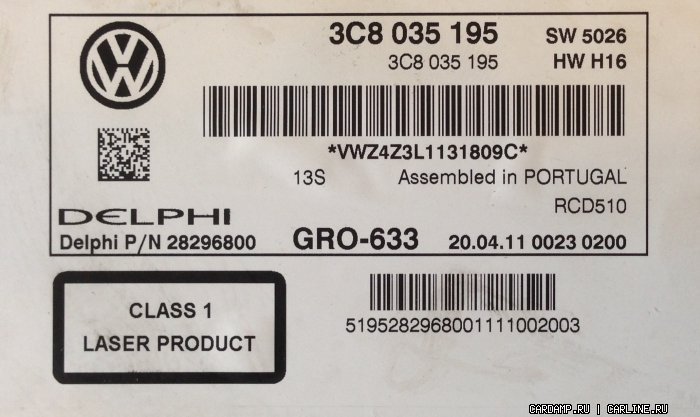 3C8 035 195 SW 5026
3C8 035 195 HW H16
*VWZ4Z3L1131809C*
13S Assembled in PORTUGAL
RCD510
DELPHI
Delphi P/N 28296800 GRO-633 20.04.11 0023 0200
CLASS 1
LASER PRODUCT
5195282968001111002003
CARDAMP.RU | CARLINE.RU